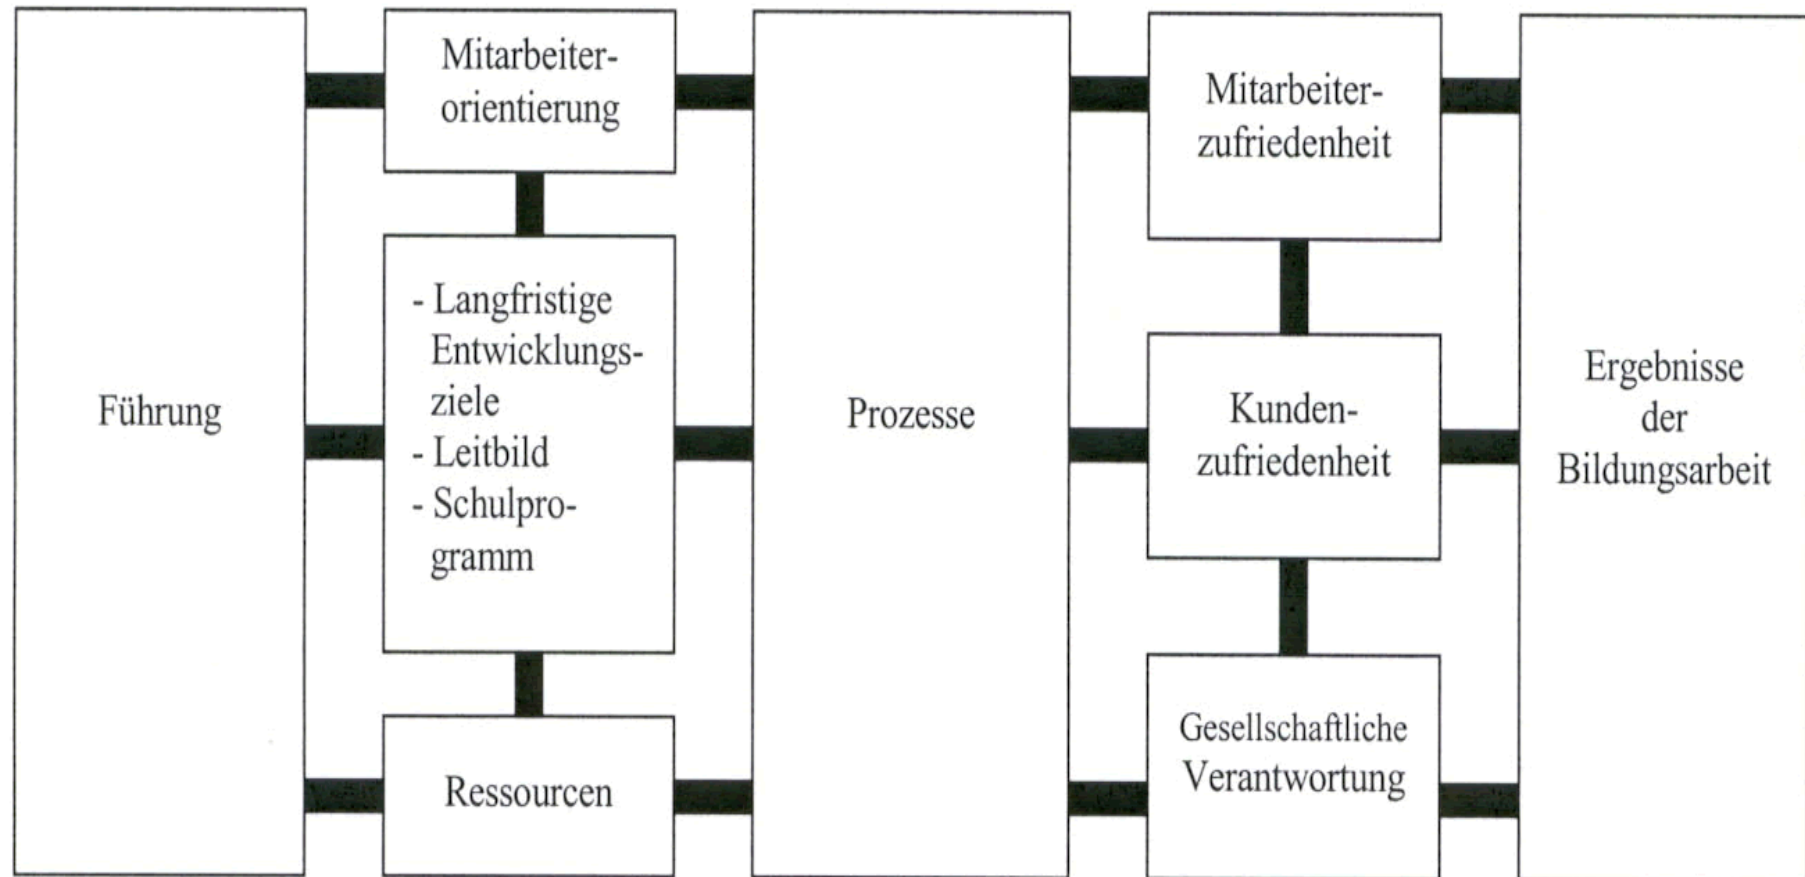 Führung
Mitarbeiter-
orientierung
- Langfristige
Entwicklungs-
ziele
- Leitbild
- Schulpro-
gramm
Ressourcen
Prozesse
Mitarbeiter-
zufriedenheit
Kunden-
zufriedenheit
Gesellschaftliche
Verantwortung
Ergebnisse
der
Bildungsarbeit